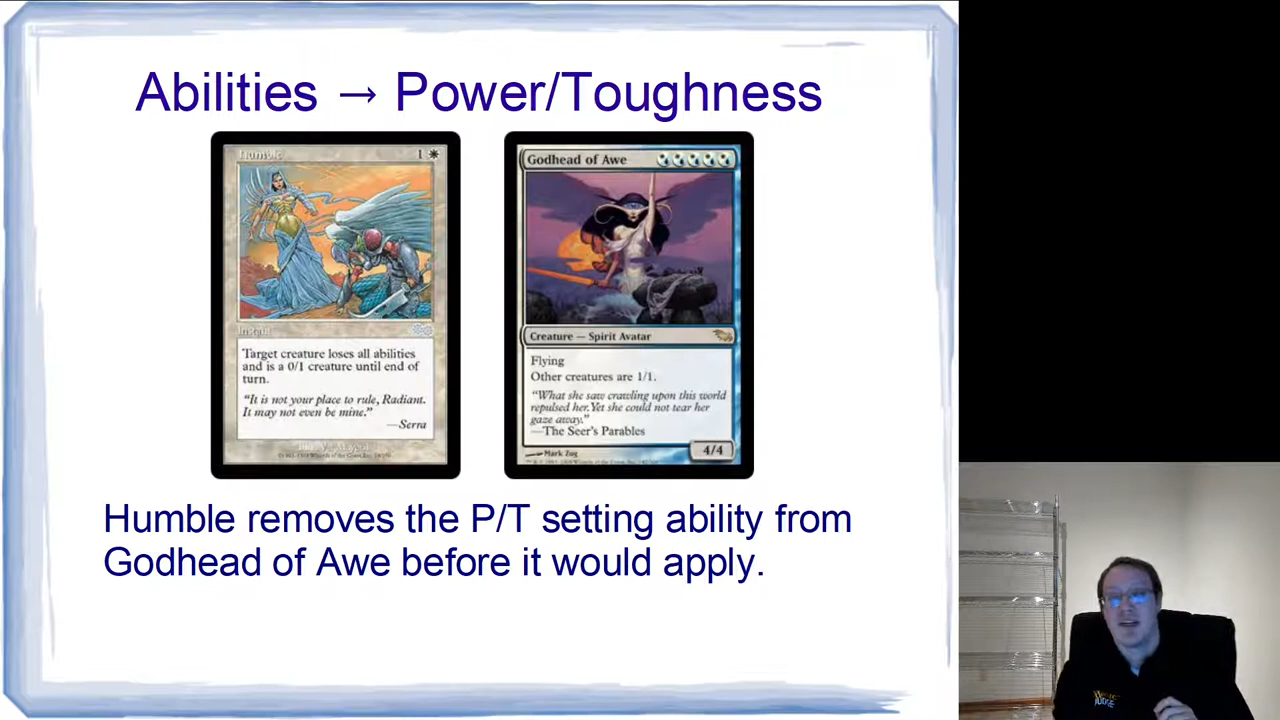 Abilities → Power/Toughness
Humble 1
Godhead of Awe
Instant
Target creature loses all abilities
and is a 0/1 creature until end of
turn.
"It is not your place to rule, Radiant.
It may not even be mine."
—Serra
Creature — Spirit Avatar
Flying
Other creatures are 1/1.
"What she saw crawling upon this world
repulsed her. Yet she could not tear her
gaze away."
—The Seer's Parables
4/4
Mark Zug
Humble removes the P/T setting ability from
Godhead of Awe before it would apply.
JUDGE